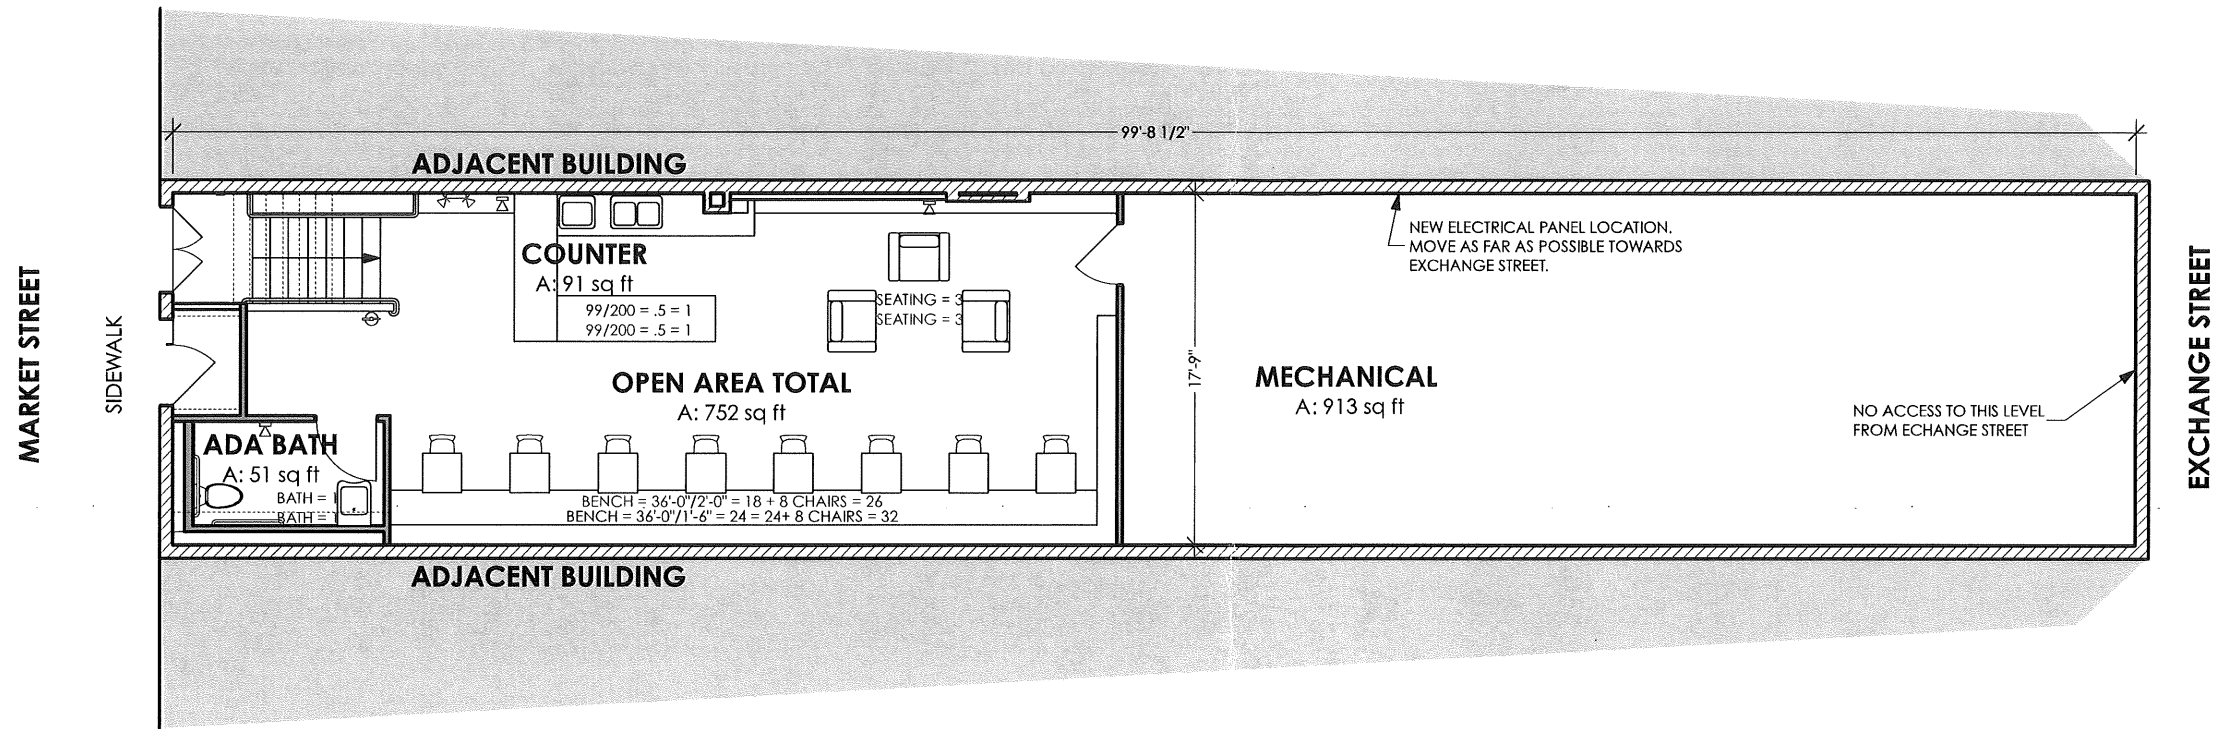 99'-8 1/2"
ADJACENT BUILDING
MARKET STREET
SIDEWALK
COUNTER
A: 91 sq ft
99/200 = .5 = 1
99/200 = .5 = 1
SEATING = 3
SEATING = 3
OPEN AREA TOTAL
A: 752 sq ft
ADA BATH
A: 51 sq ft
BATH = 1
BATH = 1
BENCH = 36'-0"/2'-0" = 18 + 8 CHAIRS = 26
BENCH = 36'-0"/1'-6" = 24 = 24+ 8 CHAIRS = 32
17'-9"
NEW ELECTRICAL PANEL LOCATION.
MOVE AS FAR AS POSSIBLE TOWARDS
EXCHANGE STREET.
MECHANICAL
A: 913 sq ft
NO ACCESS TO THIS LEVEL
FROM ECHANGE STREET
EXCHANGE STREET
ADJACENT BUILDING